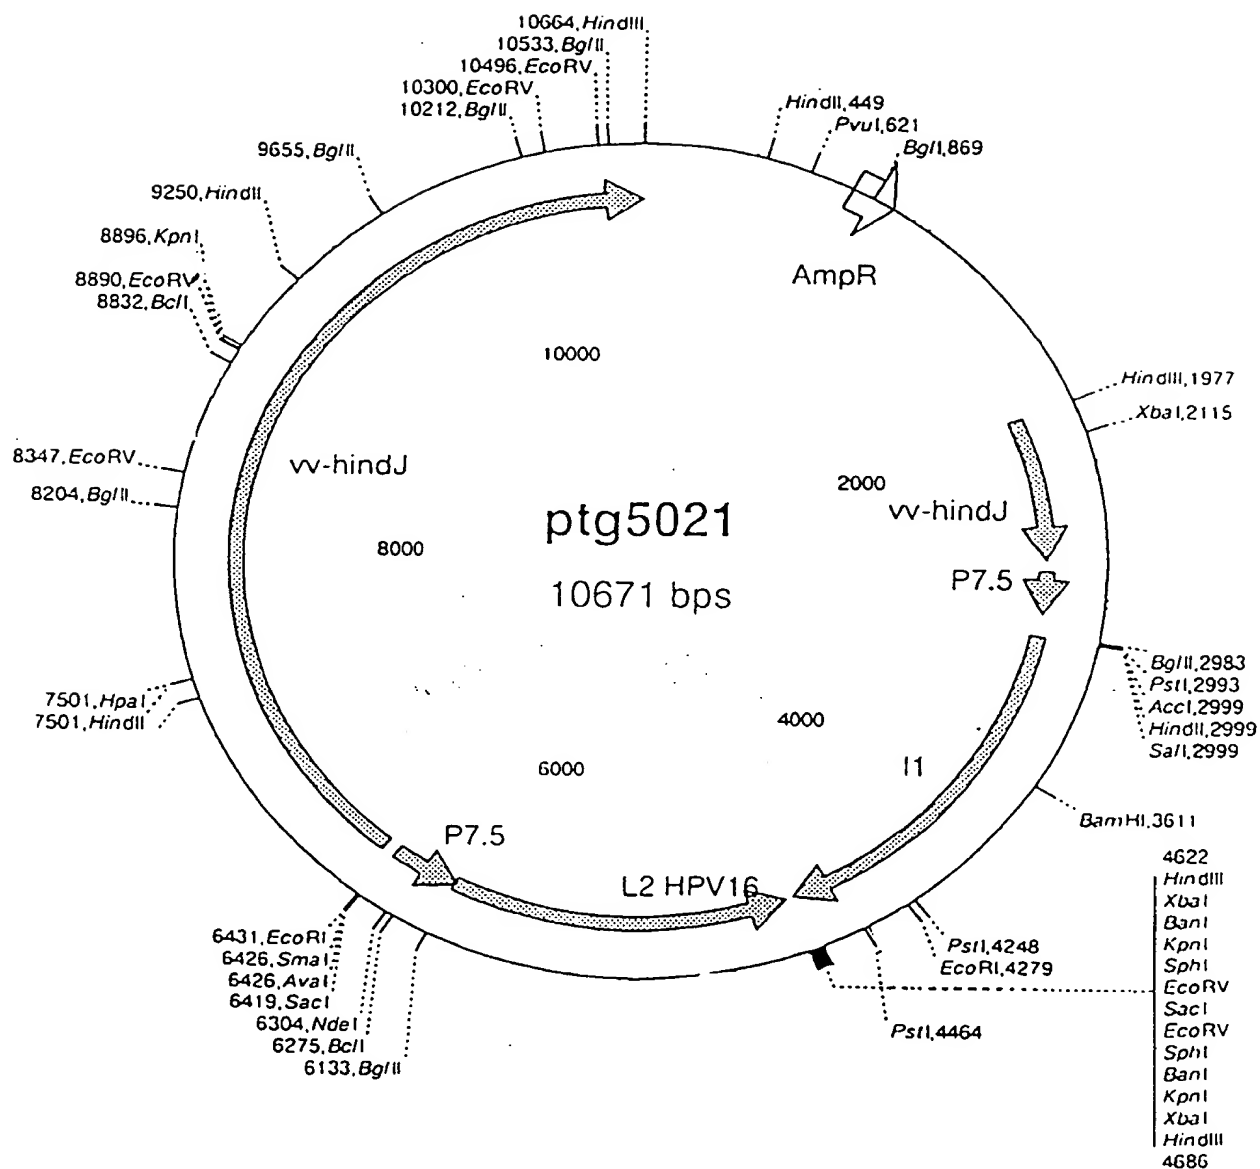 10664, HindIII
10533, BglII
10496, EcoRV
10300, EcoRV
10212, BglII
9655, BglII
9250, HindII
8896, KpnI
8890, EcoRV
8832, BclI
8347, EcoRV
8204, BglII
7501, HpaI
7501, HindII
6431, EcoRI
6426, SmaI
6426, AvaI
6419, SacI
6304, NdeI
6275, BclI
6133, BglII
HindII, 449
PvuI, 621
BglI, 869
AmpR
HindIII, 1977
XbaI, 2115
10000
vv-hindJ
2000
vv-hindJ
ptg5021
8000
10671 bps
P7.5
BglII, 2983
PstI, 2993
AccI, 2999
HindII, 2999
SalI, 2999
4000
6000
l1
BamHI, 3611
P7.5
L2 HPV16
PstI, 4248
EcoRI, 4279
PstI, 4464
4622
HindIII
XbaI
BanI
KpnI
SphI
EcoRV
SacI
EcoRV
SphI
BanI
KpnI
XbaI
HindIII
4686